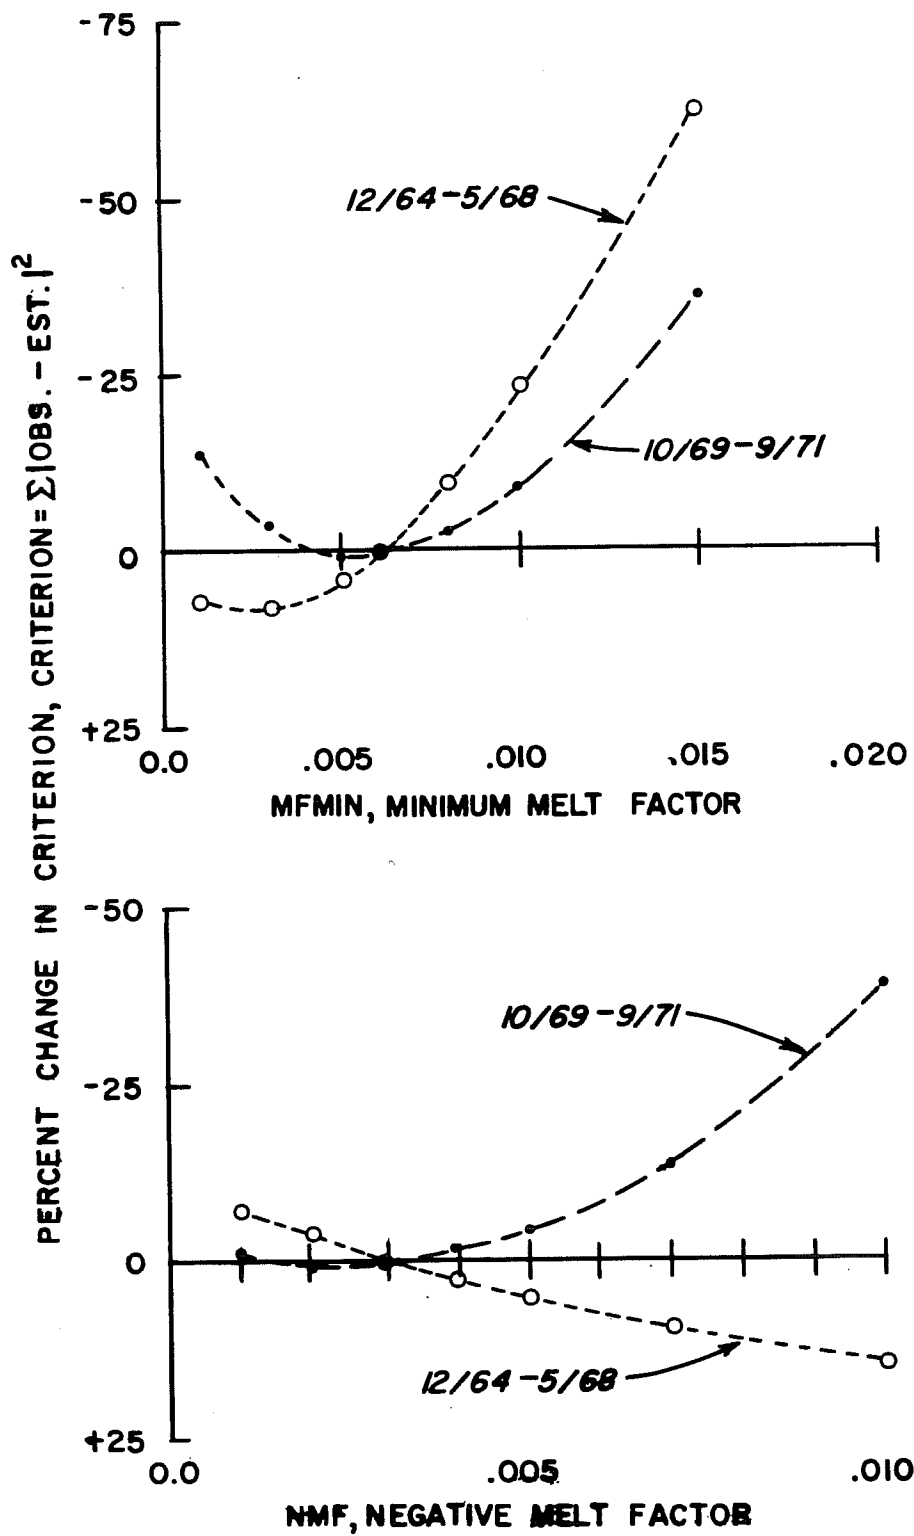 PERCENT CHANGE IN CRITERION, CRITERION=Σ|OBS. – EST.|²
-75
-50
-25
0
+25
12/64-5/68
10/69-9/71
0.0 .005 .010 .015 .020
MFMIN, MINIMUM MELT FACTOR
-50
-25
0
+25
10/69-9/71
12/64-5/68
0.0 .005 .010
NMF, NEGATIVE MELT FACTOR